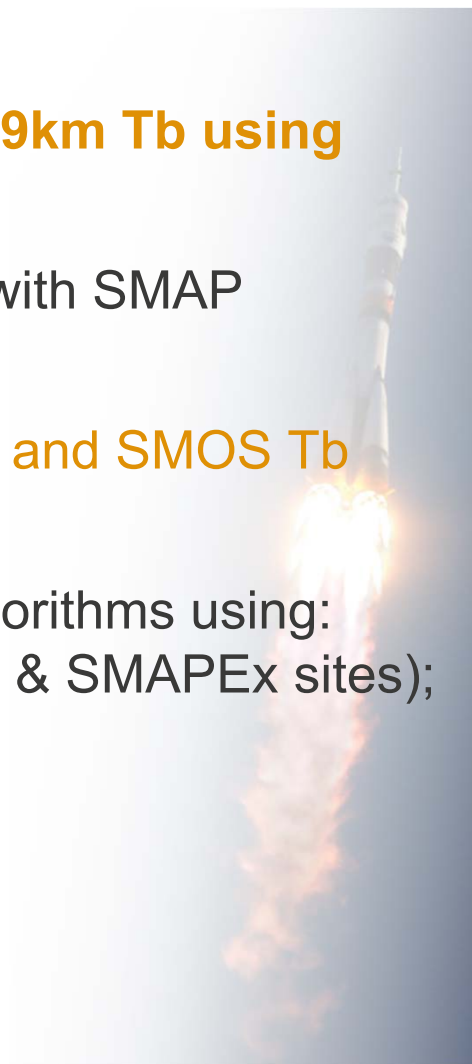 9km Tb using
with SMAP
and SMOS Tb
orithms using:
& SMAPEx sites);